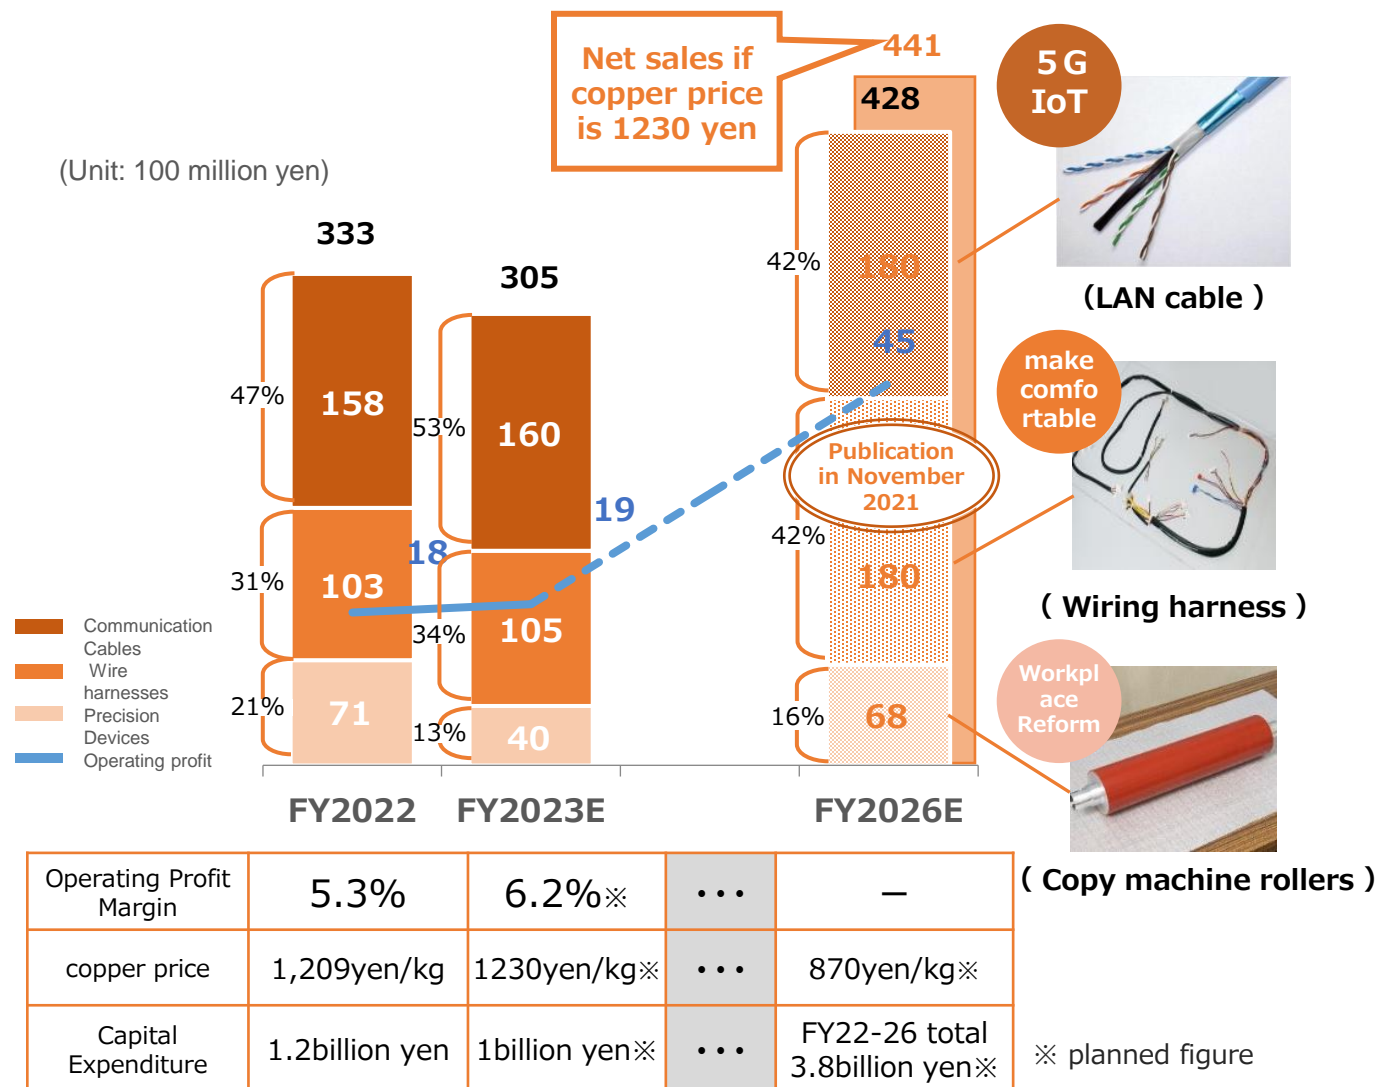 Net sales if
copper price
is 1230 yen
441
428
5G
IoT
(Unit: 100 million yen)
333
305
42%
180
45
(LAN cable )
47%
158
53%
160
make
comfo
rtable
Publication
in November
2021
18
19
42%
180
31%
103
34%
105
( Wiring harness )
Communication
Cables
Wire
harnesses
Precision
Devices
Operating profit
21%
71
13%
40
16%
68
Workpl
ace
Reform
FY2022
FY2023E
FY2026E
( Copy machine rollers )
Operating Profit
Margin
5.3%
6.2%※
・・・
–
copper price
1,209yen/kg
1230yen/kg※
・・・
870yen/kg※
Capital
Expenditure
1.2billion yen
1billion yen※
・・・
FY22-26 total
3.8billion yen※
※ planned figure